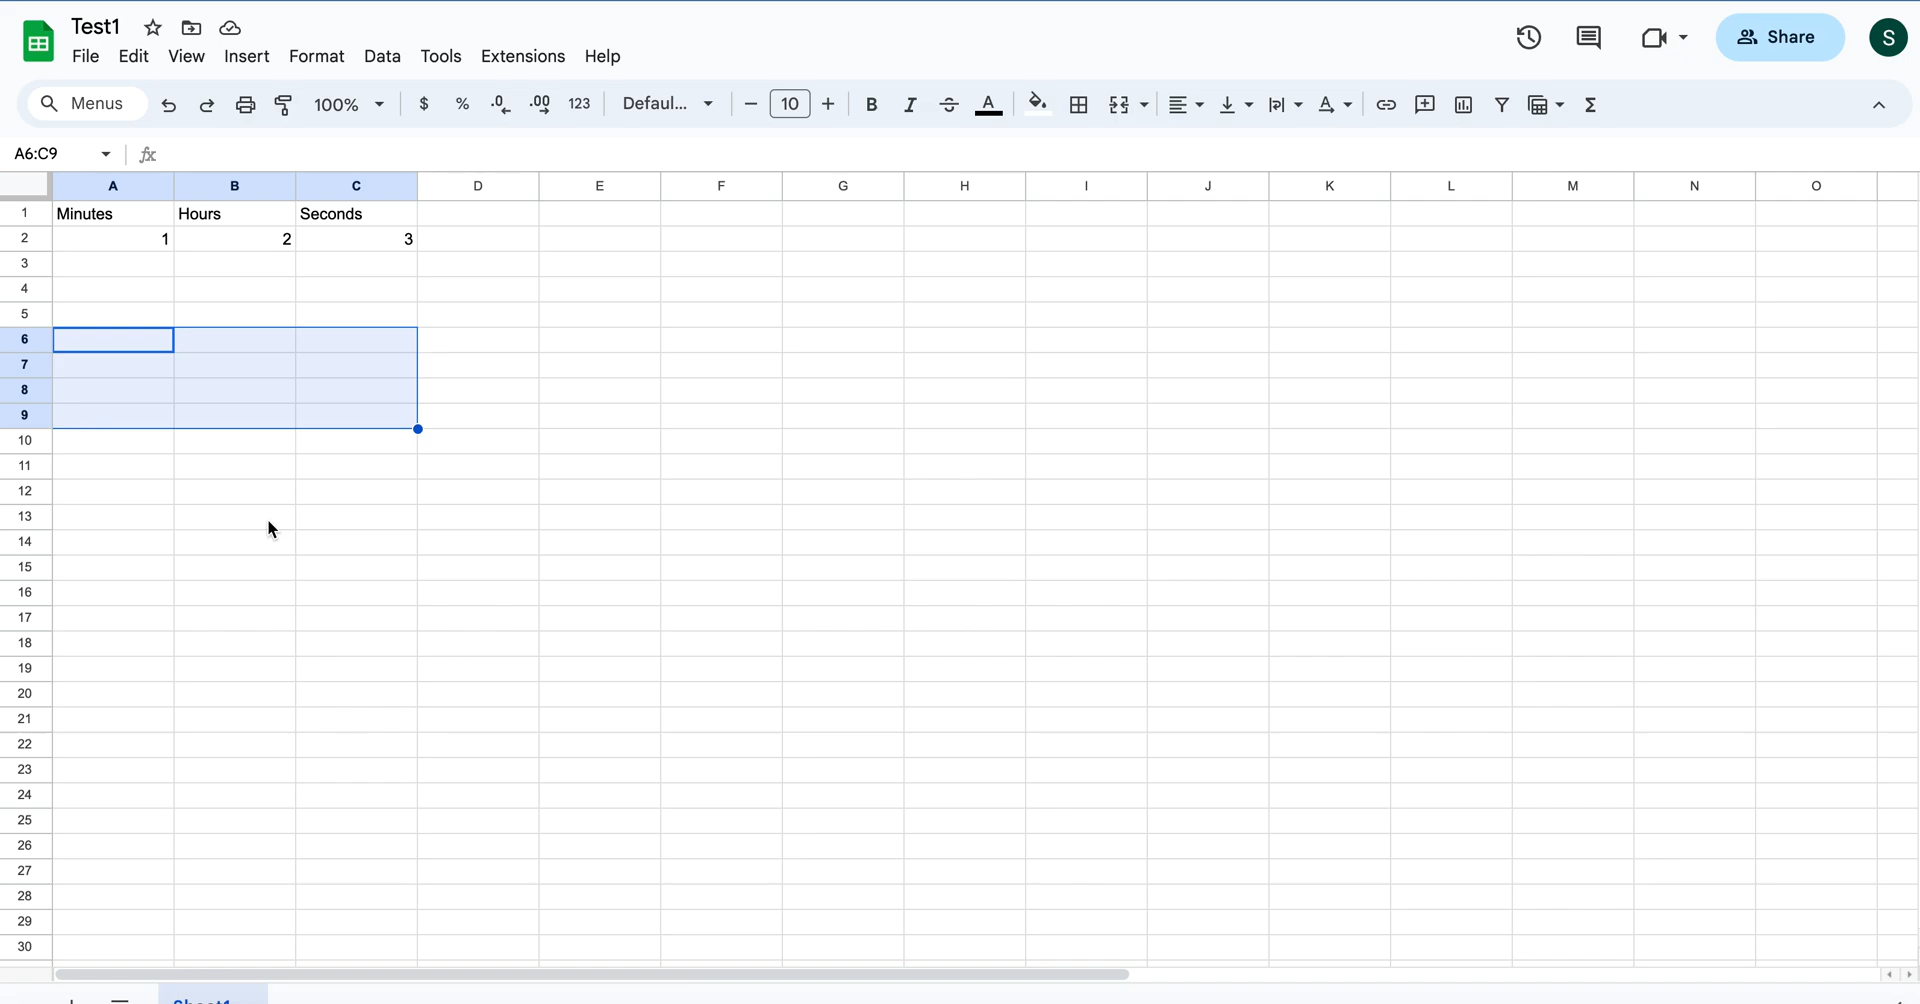 Test1
File Edit View Insert Format Data Tools Extensions Help
Share
S
Menus 100% $ % .0 .00 123 Defaul... 10 B I S A A Σ
A6:C9 fx
A B C D E F G H I J K L M N O
1 Minutes Hours Seconds
2 1 2 3
3
4
5
6
7
8
9
10
11
12
13
14
15
16
17
18
19
20
21
22
23
24
25
26
27
28
29
30
Sheet1